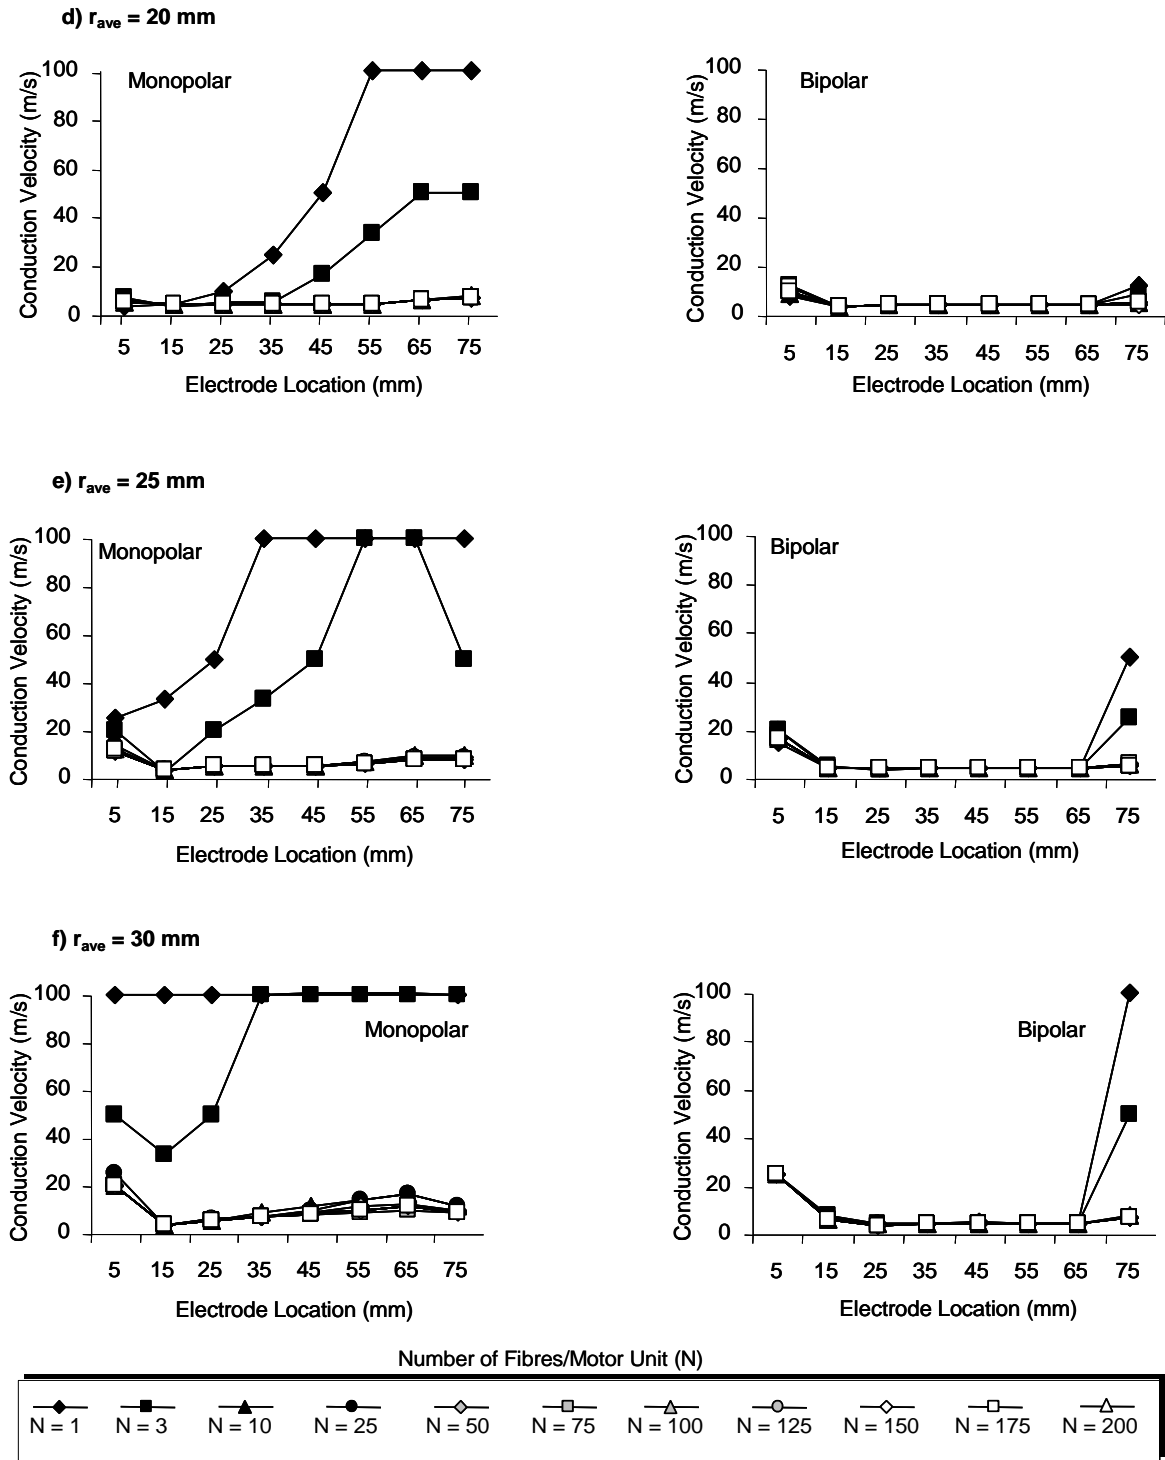 d) rave = 20 mm
Monopolar
Conduction Velocity (m/s)
100
80
60
40
20
0
5 15 25 35 45 55 65 75
Electrode Location (mm)
Bipolar
Conduction Velocity (m/s)
100
80
60
40
20
0
5 15 25 35 45 55 65 75
Electrode Location (mm)
e) rave = 25 mm
Monopolar
Conduction Velocity (m/s)
100
80
60
40
20
0
5 15 25 35 45 55 65 75
Electrode Location (mm)
Bipolar
Conduction Velocity (m/s)
100
80
60
40
20
0
5 15 25 35 45 55 65 75
Electrode Location (mm)
f) rave = 30 mm
Monopolar
Conduction Velocity (m/s)
100
80
60
40
20
0
5 15 25 35 45 55 65 75
Electrode Location (mm)
Bipolar
Conduction Velocity (m/s)
100
80
60
40
20
0
5 15 25 35 45 55 65 75
Electrode Location (mm)
Number of Fibres/Motor Unit (N)
N = 1 N = 3 N = 10 N = 25 N = 50 N = 75 N = 100 N = 125 N = 150 N = 175 N = 200